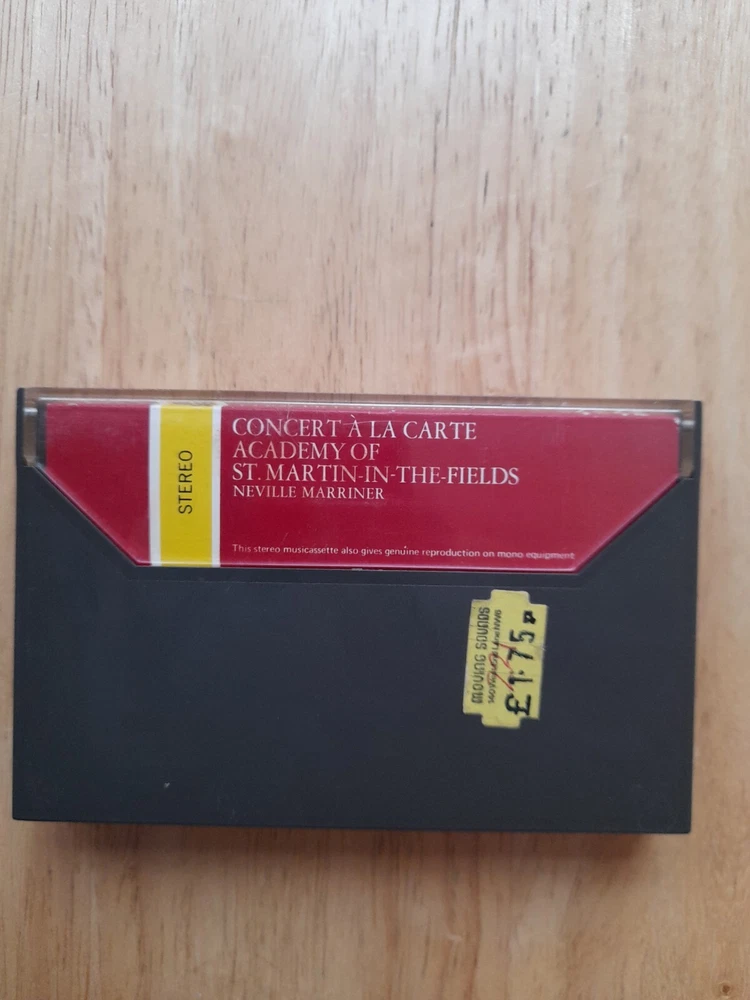 STEREO
CONCERT À LA CARTE
ACADEMY OF
ST. MARTIN-IN-THE-FIELDS
NEVILLE MARRINER
This stereo musicassette also gives genuine reproduction on mono equipment
MOVING SOUNDS
NW6
£1.75p